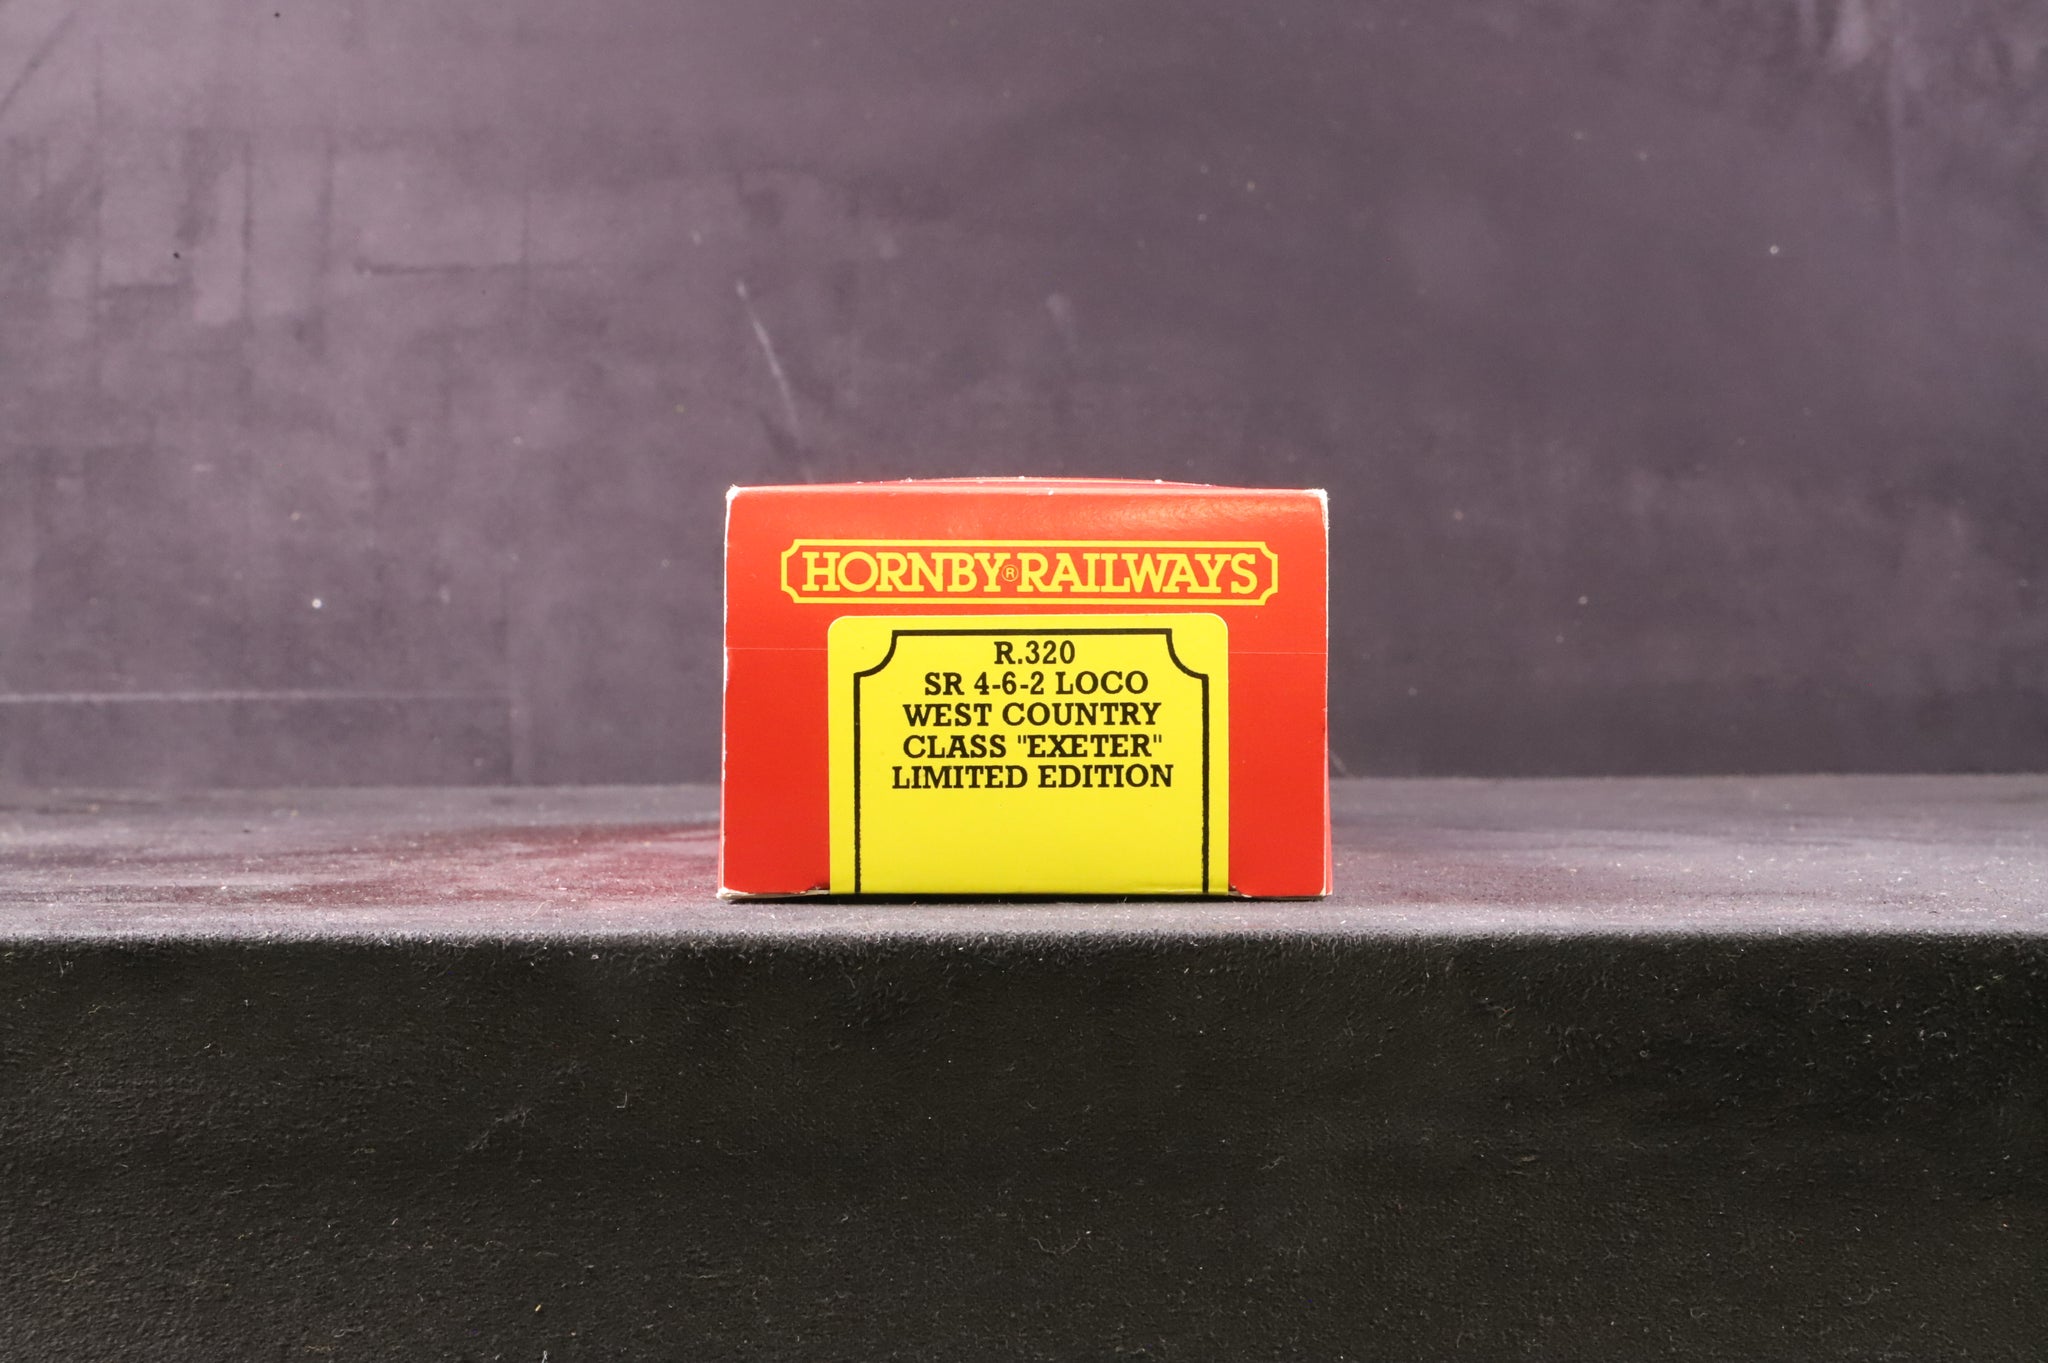 HORNBY®RAILWAYS
R.320
SR 4-6-2 LOCO
WEST COUNTRY
CLASS "EXETER"
LIMITED EDITION